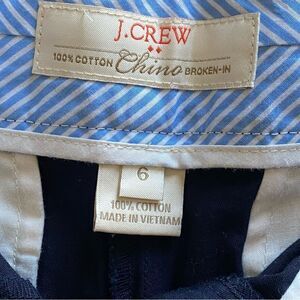 J.CREW
100% COTTON Chino BROKEN-IN
6
100% COTTON
MADE IN VIETNAM